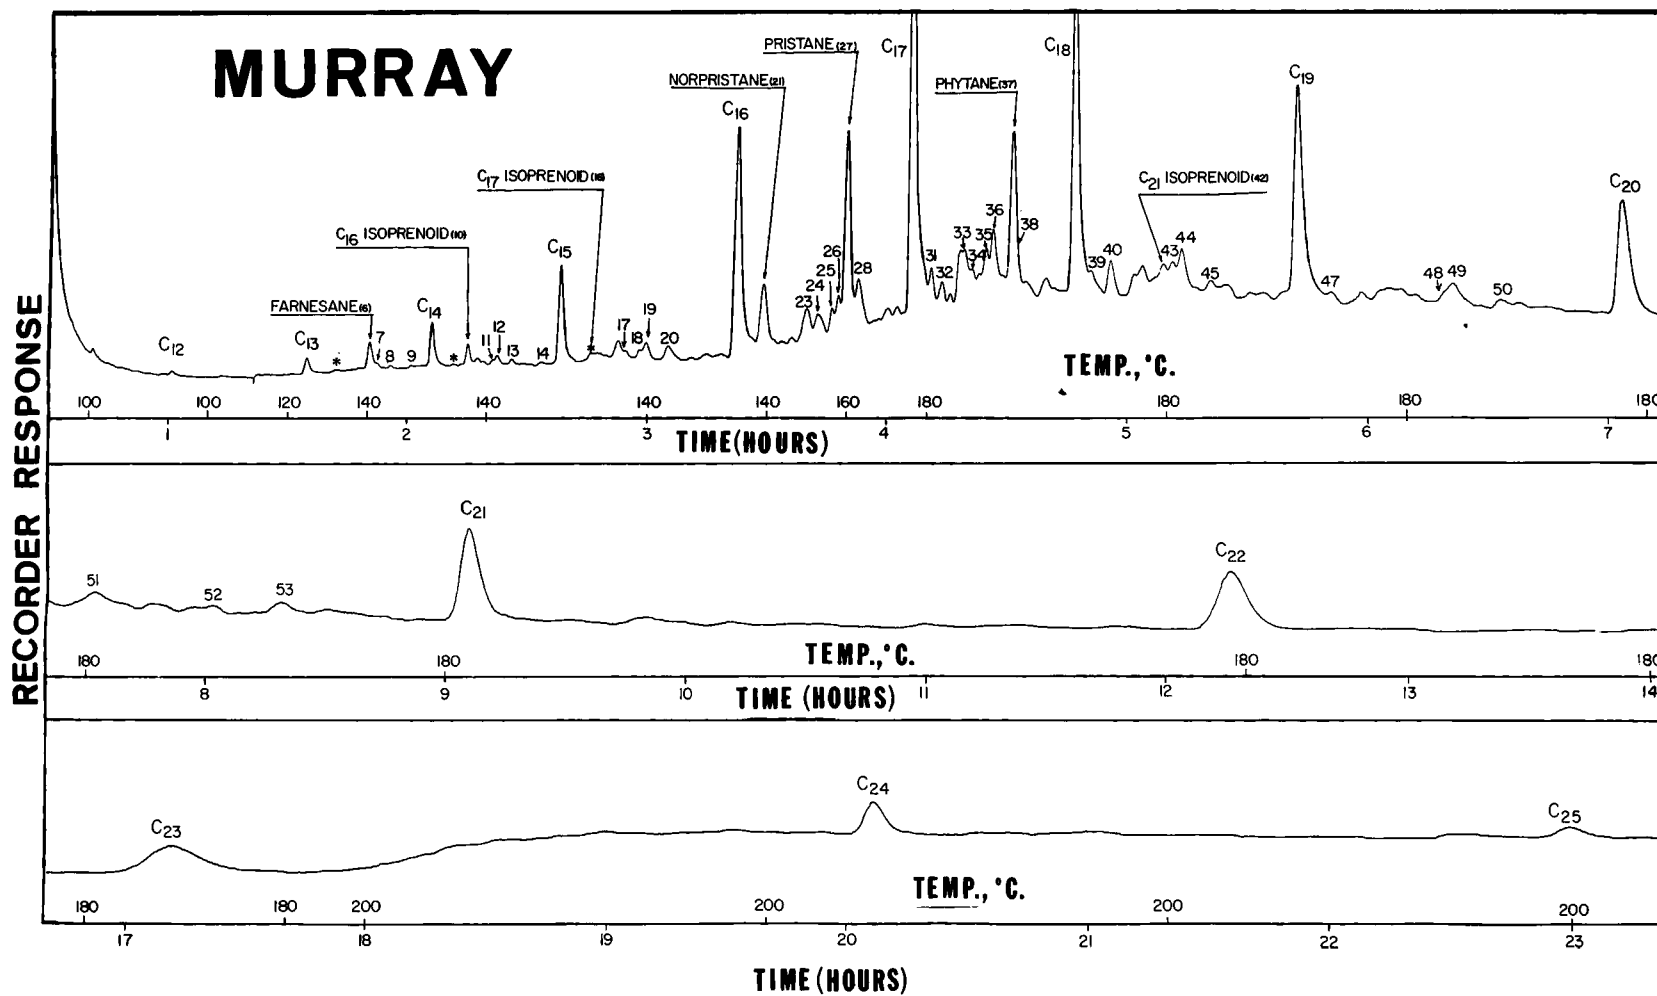 MURRAY
RECORDER RESPONSE
C12
C13
*
FARNESANE(6)
7
8
9
C14
*
C16 ISOPRENOID(10)
11
12
13
14
C15
C17 ISOPRENOID(16)
*
17
18
19
20
C16
NORPRISTANE(21)
23
24
25
26
PRISTANE(27)
28
C17
31
32
33
34
35
36
PHYTANE(37)
38
C18
39
40
C21 ISOPRENOID(42)
43
44
45
C19
47
48
49
50
C20
TEMP.,°C.
100 100 120 140 140 140 140 160 180 180 180 180
1 2 3 4 5 6 7
TIME(HOURS)
51
52
53
C21
C22
TEMP.,°C.
180 180 180 180
8 9 10 11 12 13 14
TIME (HOURS)
C23
C24
C25
TEMP., °C.
180 180 200 200 200 200
17 18 19 20 21 22 23
TIME (HOURS)